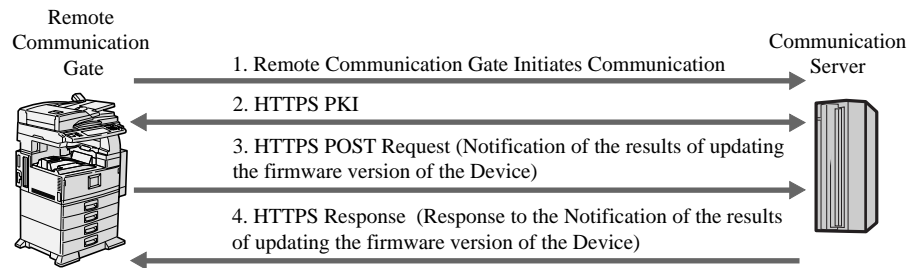 Remote
Communication
Gate
Communication
Server
1. Remote Communication Gate Initiates Communication
2. HTTPS PKI
3. HTTPS POST Request (Notification of the results of updating
the firmware version of the Device)
4. HTTPS Response (Response to the Notification of the results
of updating the firmware version of the Device)